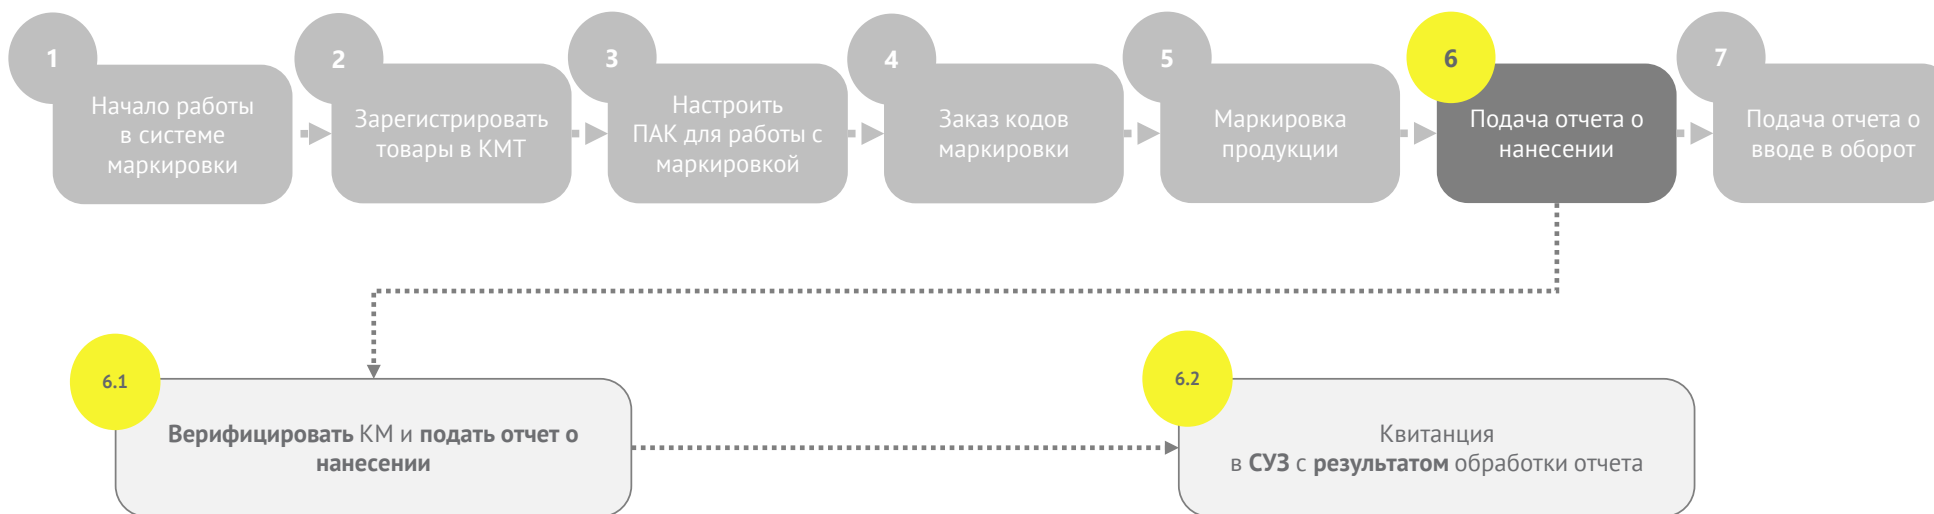 1
Начало работы
в системе
маркировки
2
Зарегистрировать
товары в КМТ
3
Настроить
ПАК для работы с
маркировкой
4
Заказ кодов
маркировки
5
Маркировка
продукции
6
Подача отчета о
нанесении
7
Подача отчета о
вводе в оборот
6.1
Верифицировать КМ и подать отчет о
нанесении
6.2
Квитанция
в СУЗ с результатом обработки отчета